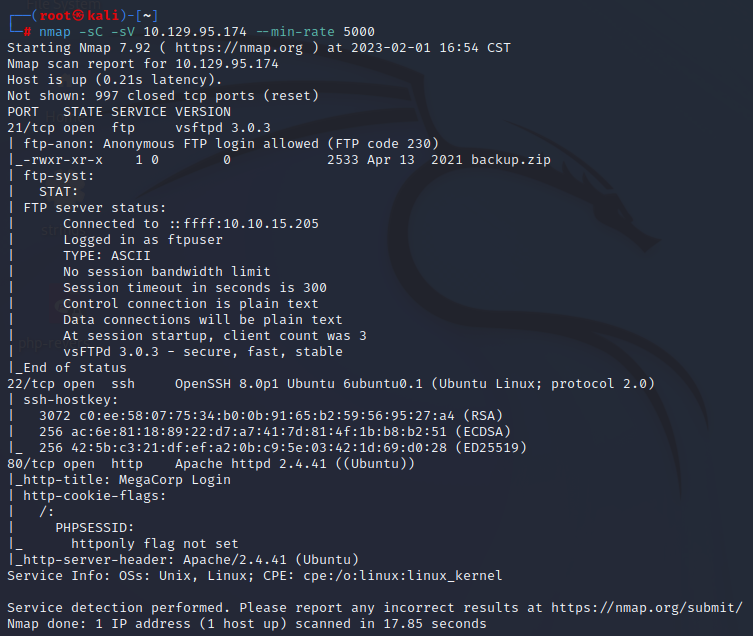 ┌──(root㉿kali)-[~]
└─# nmap -sC -sV 10.129.95.174 --min-rate 5000
Starting Nmap 7.92 ( https://nmap.org ) at 2023-02-01 16:54 CST
Nmap scan report for 10.129.95.174
Host is up (0.21s latency).
Not shown: 997 closed tcp ports (reset)
PORT   STATE SERVICE VERSION
21/tcp open  ftp     vsftpd 3.0.3
| ftp-anon: Anonymous FTP login allowed (FTP code 230)
|_-rwxr-xr-x    1 0        0            2533 Apr 13  2021 backup.zip
| ftp-syst:
|   STAT:
| FTP server status:
|      Connected to ::ffff:10.10.15.205
|      Logged in as ftpuser
|      TYPE: ASCII
|      No session bandwidth limit
|      Session timeout in seconds is 300
|      Control connection is plain text
|      Data connections will be plain text
|      At session startup, client count was 3
|      vsFTPd 3.0.3 - secure, fast, stable
|_End of status
22/tcp open  ssh     OpenSSH 8.0p1 Ubuntu 6ubuntu0.1 (Ubuntu Linux; protocol 2.0)
| ssh-hostkey:
|   3072 c0:ee:58:07:75:34:b0:0b:91:65:b2:59:56:95:27:a4 (RSA)
|   256 ac:6e:81:18:89:22:d7:a7:41:7d:81:4f:1b:b8:b2:51 (ECDSA)
|_  256 42:5b:c3:21:df:ef:a2:0b:c9:5e:03:42:1d:69:d0:28 (ED25519)
80/tcp open  http    Apache httpd 2.4.41 ((Ubuntu))
|_http-title: MegaCorp Login
| http-cookie-flags:
|   /:
|     PHPSESSID:
|_      httponly flag not set
|_http-server-header: Apache/2.4.41 (Ubuntu)
Service Info: OSs: Unix, Linux; CPE: cpe:/o:linux:linux_kernel

Service detection performed. Please report any incorrect results at https://nmap.org/submit/
Nmap done: 1 IP address (1 host up) scanned in 17.85 seconds